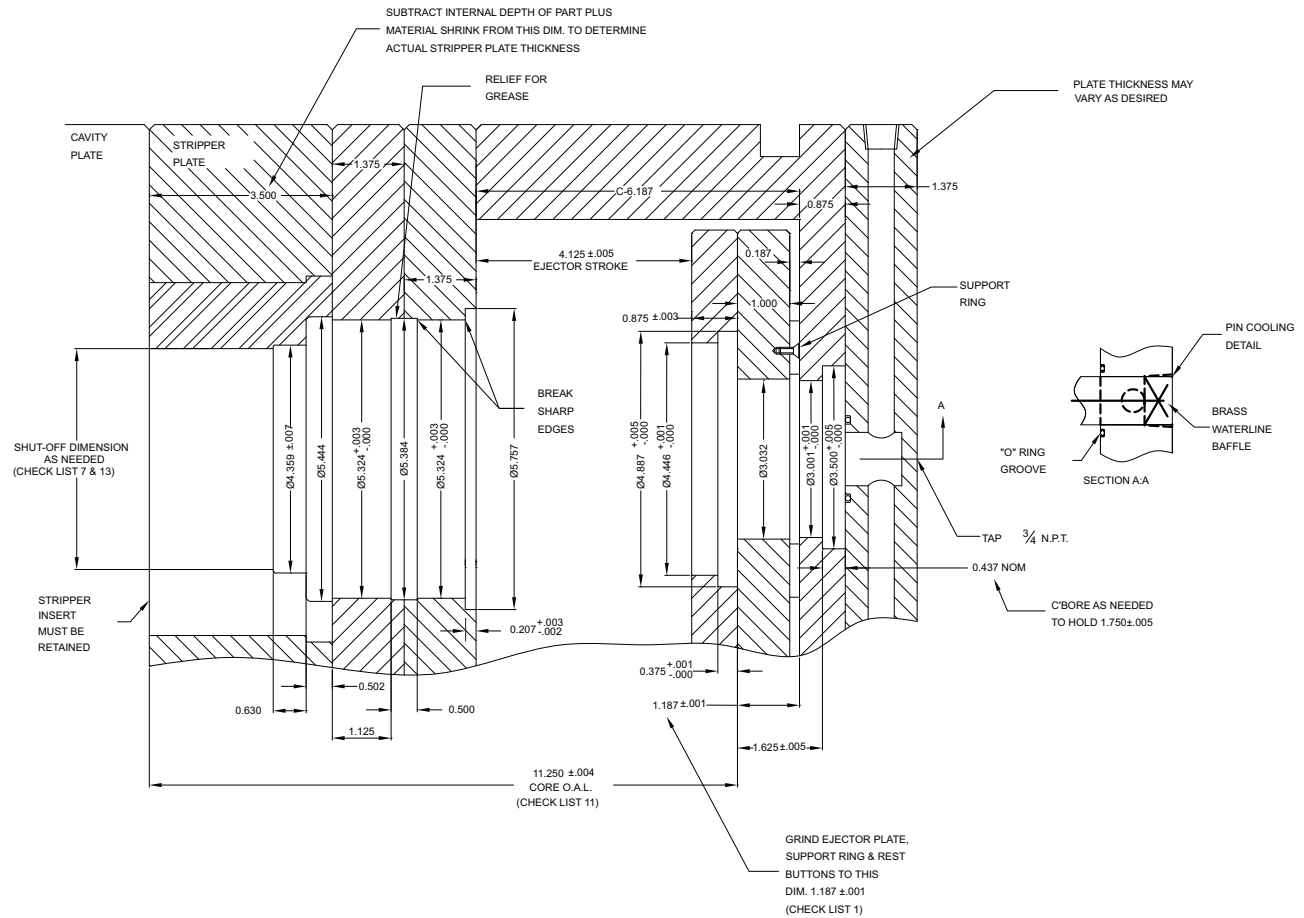 SUBTRACT INTERNAL DEPTH OF PART PLUS
MATERIAL SHRINK FROM THIS DIM. TO DETERMINE
ACTUAL STRIPPER PLATE THICKNESS
RELIEF FOR
GREASE
PLATE THICKNESS MAY
VARY AS DESIRED
CAVITY
PLATE
STRIPPER
PLATE
1.375
3.500
C-6.187
1.375
0.875
4.125 ±.005
EJECTOR STROKE
0.187
1.375
1.000
SUPPORT
RING
0.875 ±.003
PIN COOLING
DETAIL
BREAK
SHARP
EDGES
A
BRASS
WATERLINE
BAFFLE
SHUT-OFF DIMENSION
AS NEEDED
(CHECK LIST 7 & 13)
Ø4.359 ±.007
Ø5.444
Ø5.324 +.003 -.000
Ø5.384
Ø5.324 +.003 -.000
Ø5.757
Ø4.887 +.005 -.000
Ø4.446 +.001 -.000
Ø3.032
Ø3.001 +.001 -.000
Ø3.500 +.005 -.000
"O" RING
GROOVE
SECTION A:A
TAP 3/4 N.P.T.
0.437 NOM
STRIPPER
INSERT
MUST BE
RETAINED
C'BORE AS NEEDED
TO HOLD 1.750±.005
0.207 +.003 -.002
0.375 +.001 -.000
0.502
0.630
0.500
1.187 ±.001
1.125
1.625±.005
11.250 ±.004
CORE O.A.L.
(CHECK LIST 11)
GRIND EJECTOR PLATE,
SUPPORT RING & REST
BUTTONS TO THIS
DIM. 1.187 ±.001
(CHECK LIST 1)